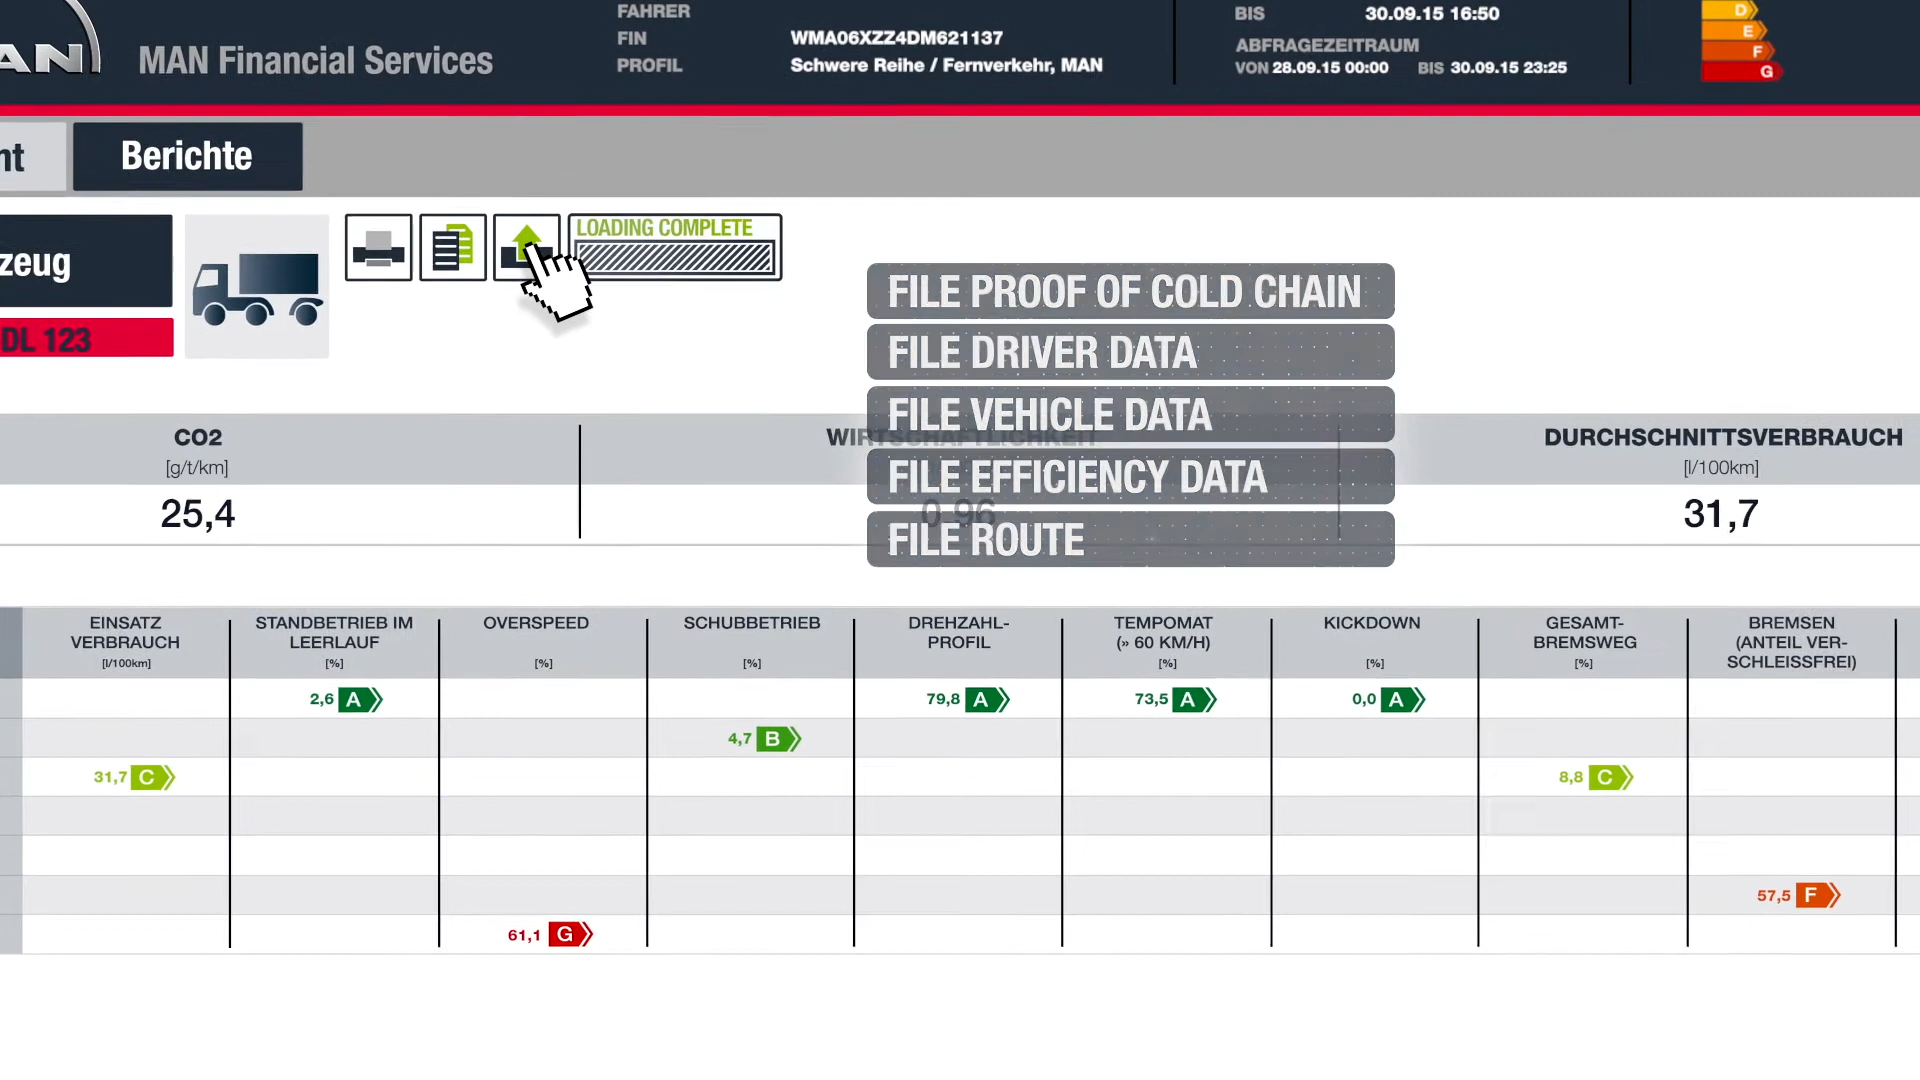 FAHRER
FIN WMA06XZZ4DM621137
PROFIL Schwere Reihe / Fernverkehr, MAN
BIS 30.09.15 16:50
ABFRAGEZEITRAUM
VON 28.09.15 00:00 BIS 30.09.15 23:25
D
E
F
G
AN
MAN Financial Services
nt
Berichte
zeug
DL 123
LOADING COMPLETE
FILE PROOF OF COLD CHAIN
FILE DRIVER DATA
FILE VEHICLE DATA
FILE EFFICIENCY DATA
FILE ROUTE
CO2
[g/t/km]
25,4
WIRTSCHAFTLICHKEIT
0.96
DURCHSCHNITTSVERBRAUCH
[l/100km]
31,7
EINSATZ
VERBRAUCH
[l/100km]
STANDBETRIEB IM
LEERLAUF
[%]
OVERSPEED
[%]
SCHUBBETRIEB
[%]
DREHZAHL-
PROFIL
TEMPOMAT
(» 60 KM/H)
[%]
KICKDOWN
[%]
GESAMT-
BREMSWEG
[%]
BREMSEN
(ANTEIL VER-
SCHLEISSFREI)
2,6 A 79,8 A 73,5 A 0,0 A
4,7 B
31,7 C 8,8 C
57,5 F
61,1 G